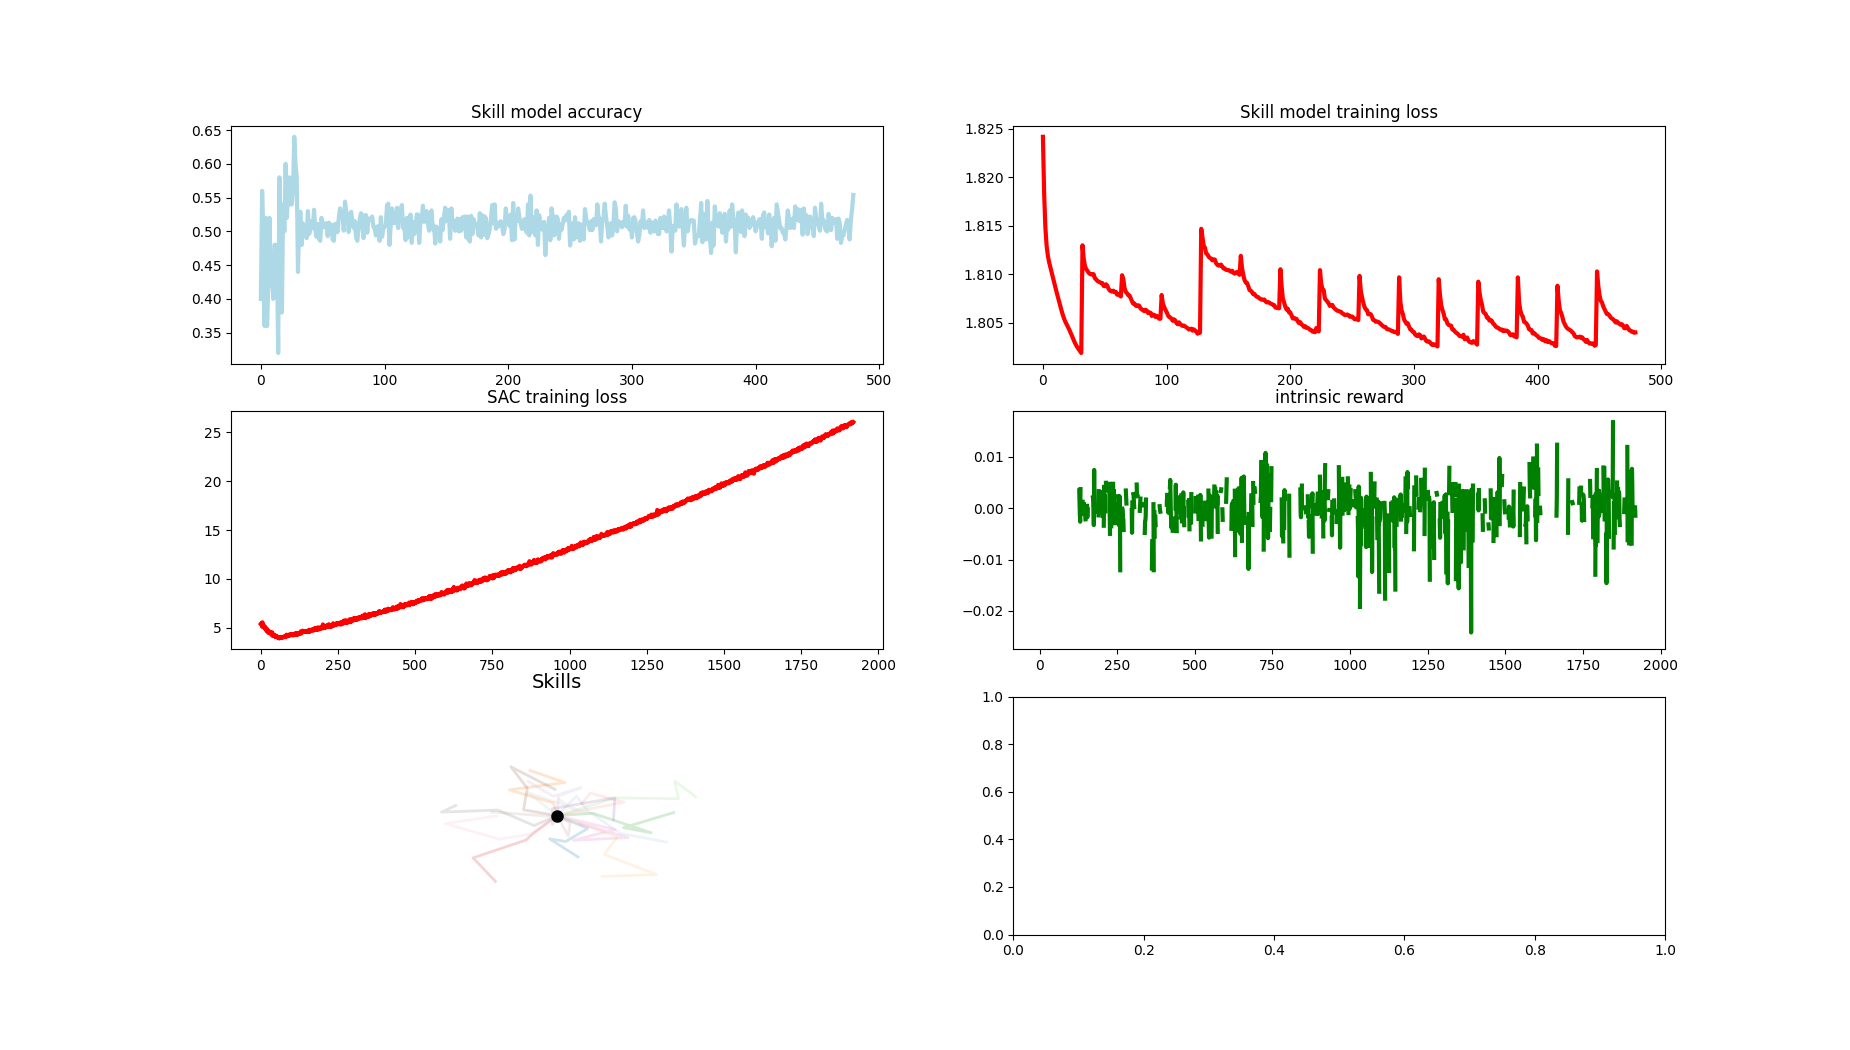 Skill model accuracy
0.65
0.60
0.55
0.50
0.45
0.40
0.35
0 100 200 300 400 500
Skill model training loss
1.825
1.820
1.815
1.810
1.805
0 100 200 300 400 500
SAC training loss
25
20
15
10
5
0 250 500 750 1000 1250 1500 1750 2000
intrinsic reward
0.01
0.00
−0.01
−0.02
0 250 500 750 1000 1250 1500 1750 2000
Skills
1.0
0.8
0.6
0.4
0.2
0.0
0.0 0.2 0.4 0.6 0.8 1.0